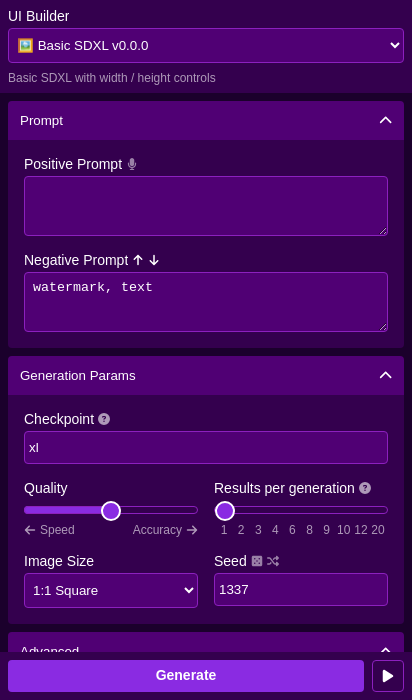 UI Builder
🖼️ Basic SDXL v0.0.0
Basic SDXL with width / height controls
Prompt
Positive Prompt
Negative Prompt ↑ ↓
watermark, text
Generation Params
Checkpoint ?
xl
Quality
← Speed Accuracy →
Results per generation ?
1 2 3 4 6 8 9 10 12 20
Image Size
1:1 Square
Seed
1337
Advanced
Generate